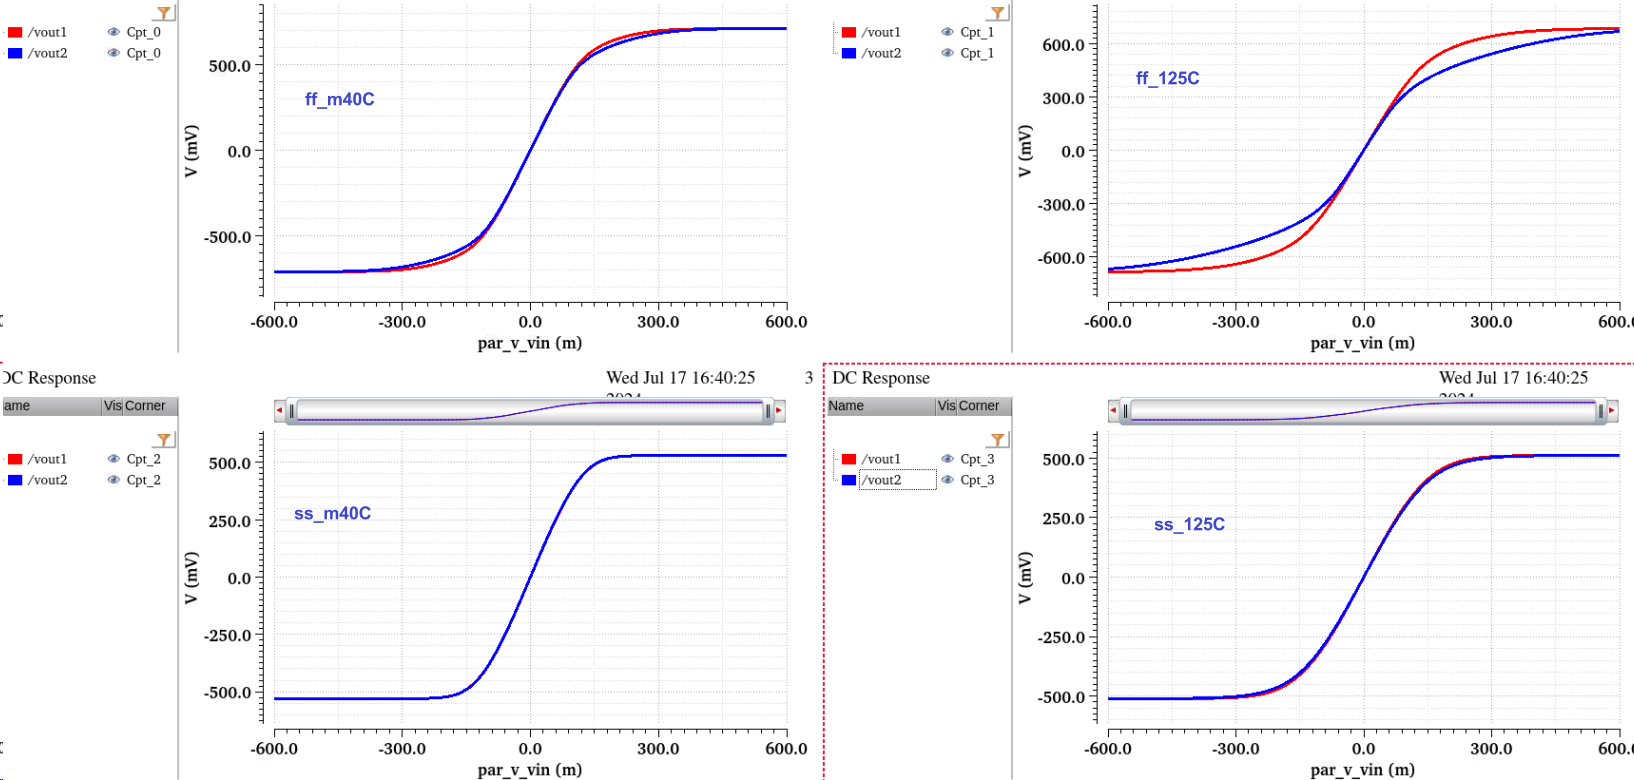 /vout1 Cpt_0
/vout2 Cpt_0
ff_m40C
500.0
0.0
-500.0
V (mV)
-600.0 -300.0 0.0 300.0 600.0
par_v_vin (m)
/vout1 Cpt_1
/vout2 Cpt_1
ff_125C
600.0
300.0
0.0
-300.0
-600.0
V (mV)
-600.0 -300.0 0.0 300.0 600.
par_v_vin (m)
DC Response Wed Jul 17 16:40:25
ame Vis Corner
/vout1 Cpt_2
/vout2 Cpt_2
ss_m40C
500.0
250.0
0.0
-250.0
-500.0
V (mV)
-600.0 -300.0 0.0 300.0 600.0
par_v_vin (m)
3
DC Response Wed Jul 17 16:40:25
Name Vis Corner
/vout1 Cpt_3
/vout2 Cpt_3
ss_125C
500.0
250.0
0.0
-250.0
-500.0
V (mV)
-600.0 -300.0 0.0 300.0 600.
par_v_vin (m)